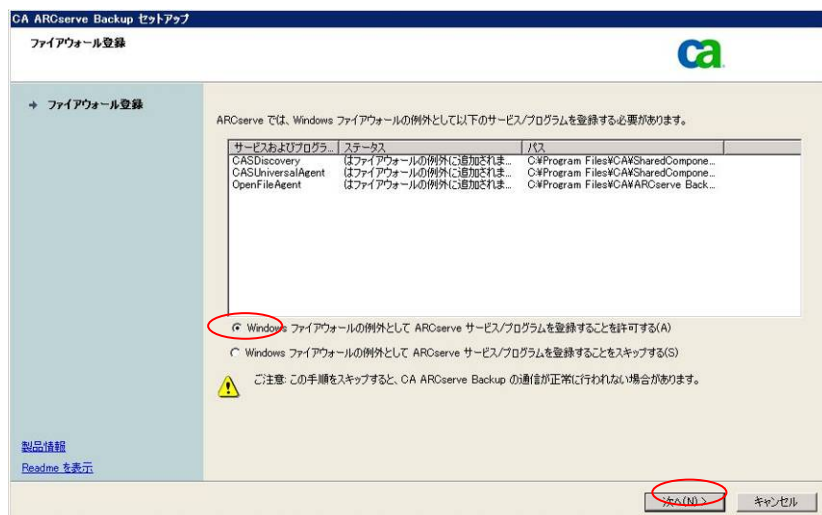 CA ARCserve Backup セットアップ
ファイアウォール登録
ca
ファイアウォール登録
ARCserve では、Windows ファイアウォールの例外として以下のサービス/プログラムを登録する必要があります。
サービスおよびプログラ... ステータス パス
CASDiscovery はファイアウォールの例外に追加されま... C:¥Program Files¥CA¥SharedCompone...
CASUniversalAgent はファイアウォールの例外に追加されま... C:¥Program Files¥CA¥SharedCompone...
OpenFileAgent はファイアウォールの例外に追加されま... C:¥Program Files¥CA¥ARCserve Back...
Windows ファイアウォールの例外として ARCserve サービス/プログラムを登録することを許可する(A)
Windows ファイアウォールの例外として ARCserve サービス/プログラムを登録することをスキップする(S)
ご注意: この手順をスキップすると、CA ARCserve Backup の通信が正常に行われない場合があります。
製品情報
Readme を表示
次へ(N) > キャンセル